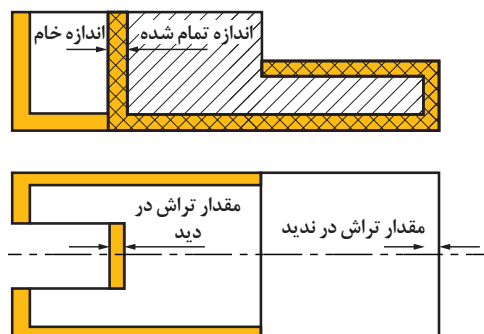 اندازه تمام شده
اندازه خام
مقدار تراش در
دید
مقدار تراش در ندید